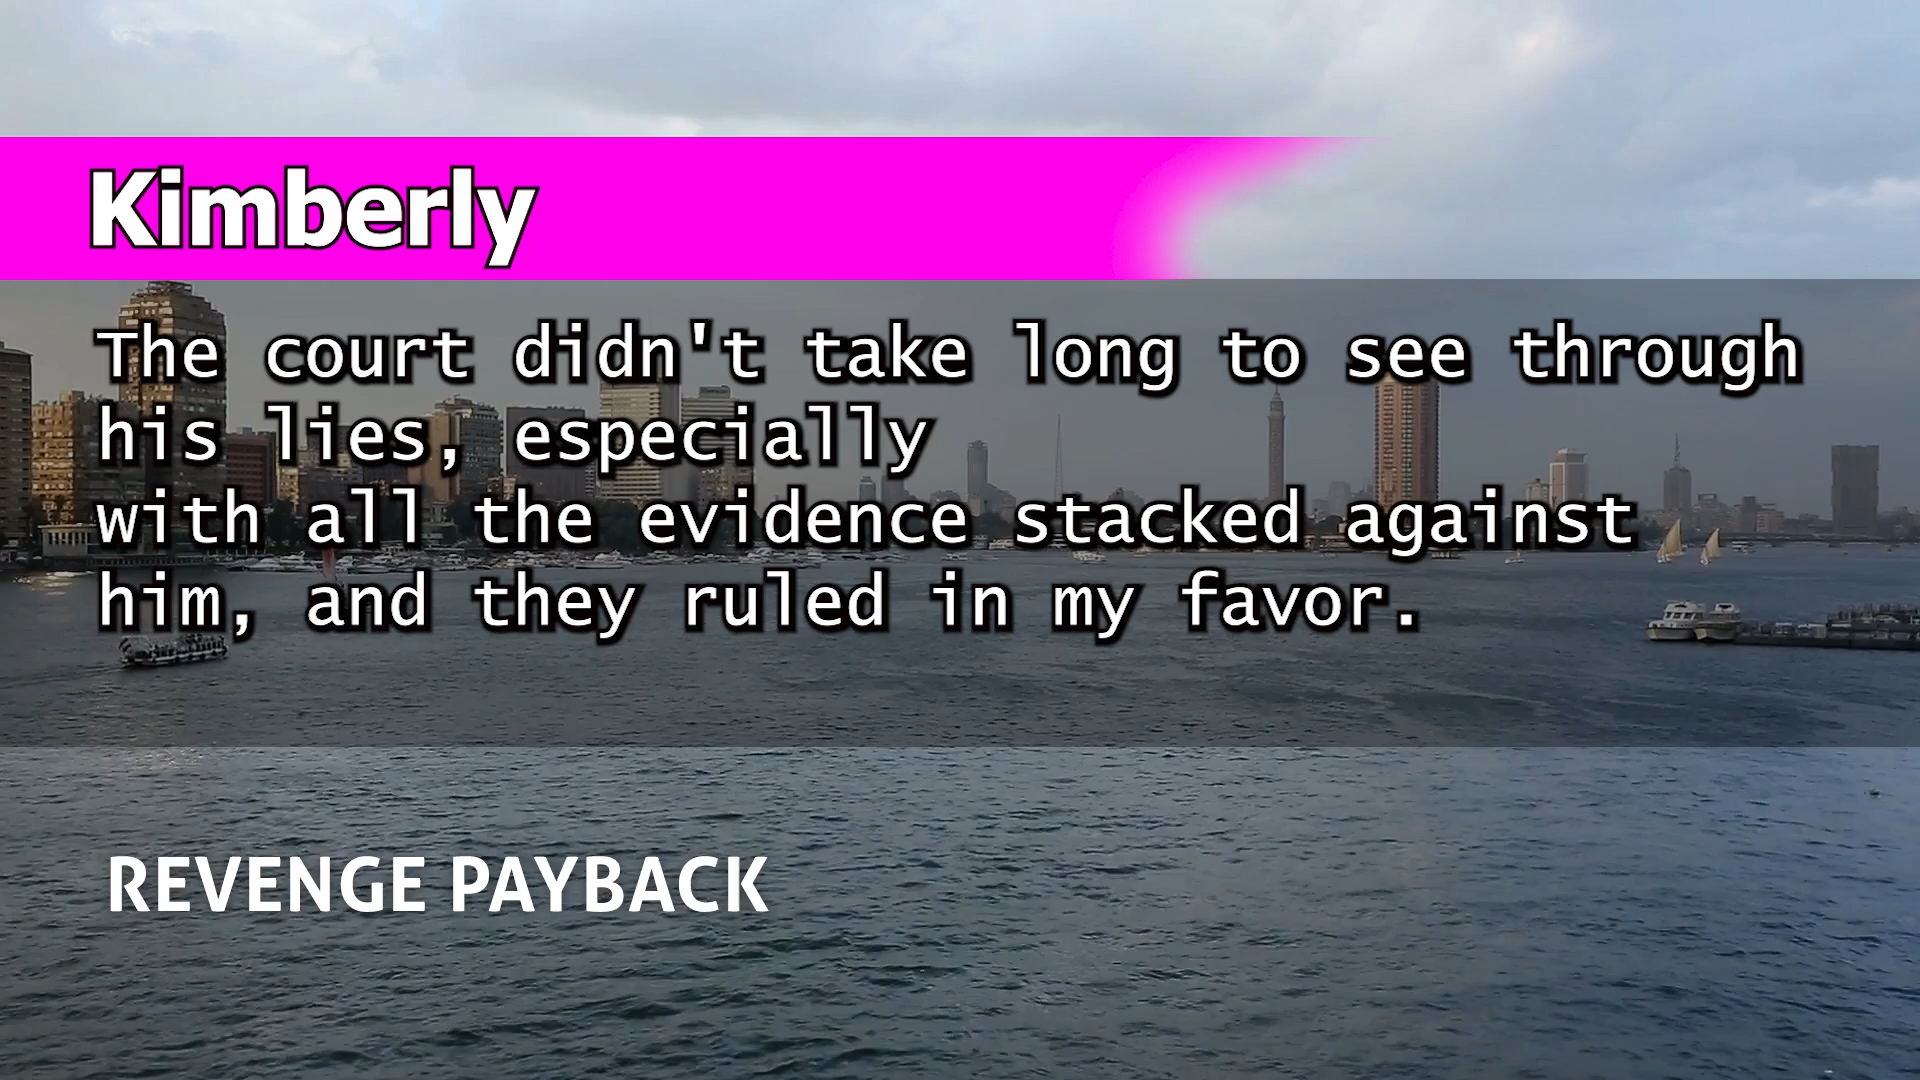 Kimberly
The court didn't take long to see through
his lies, especially
with all the evidence stacked against
him, and they ruled in my favor.
REVENGE PAYBACK